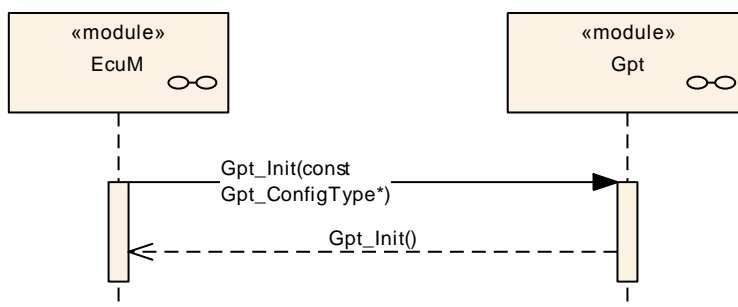 «module»
EcuM
«module»
Gpt
Gpt_Init(const
Gpt_ConfigType*)
Gpt_Init()